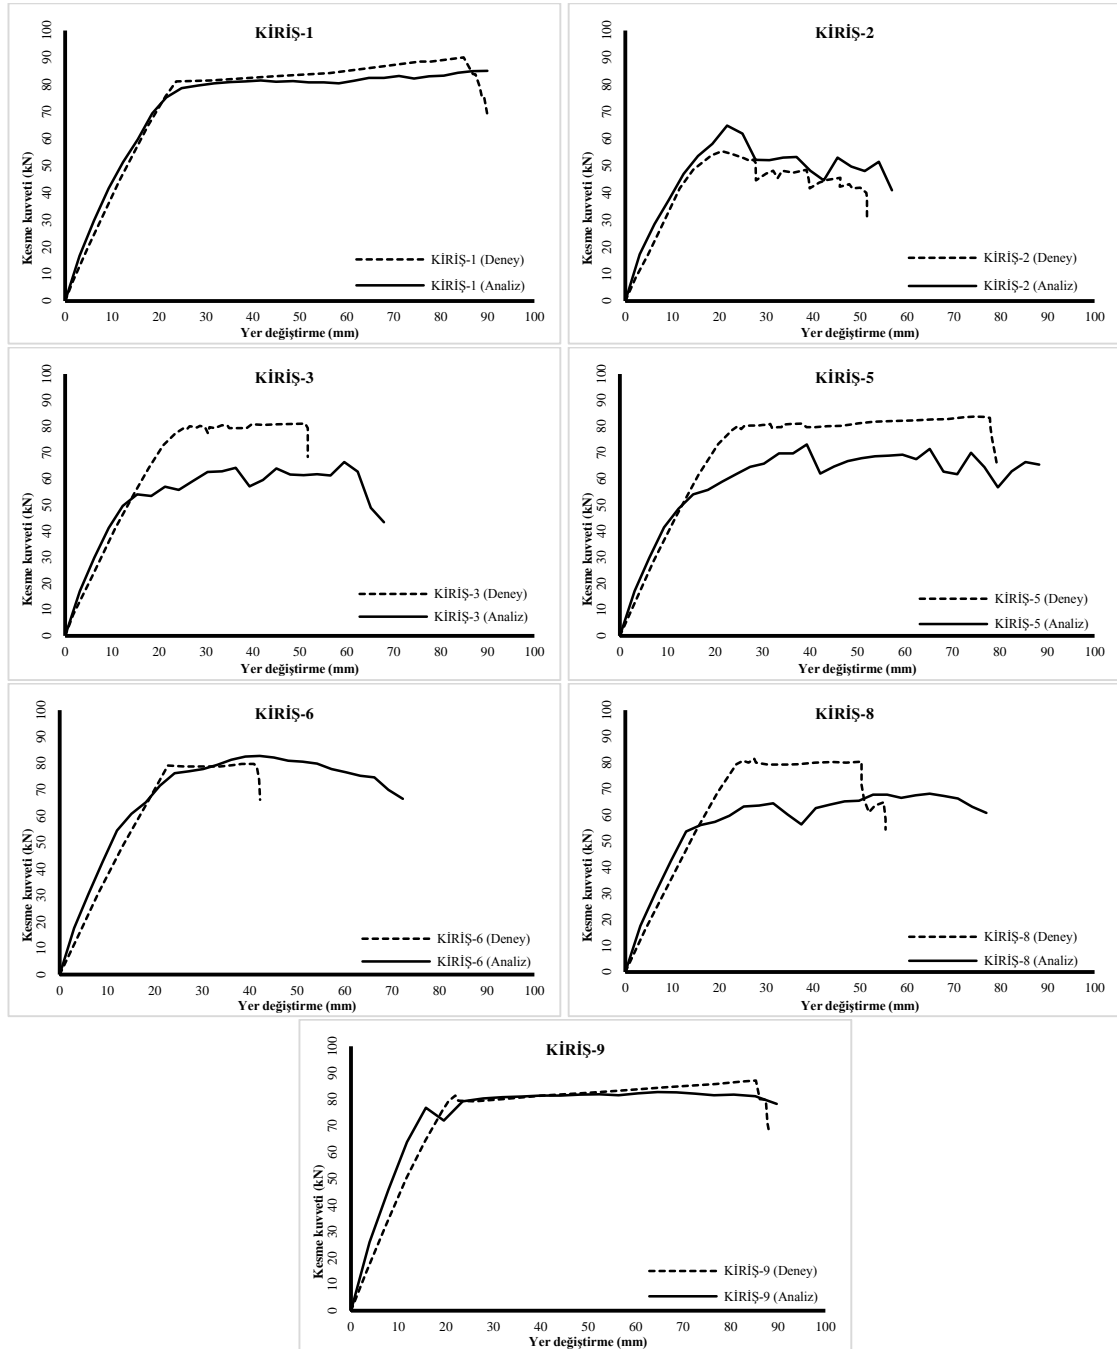 KİRİŞ-1
Kesme kuvveti (kN)
100
90
80
70
60
50
40
30
20
10
0
KİRİŞ-1 (Deney)
KİRİŞ-1 (Analiz)
0 10 20 30 40 50 60 70 80 90 100
Yer değiştirme (mm)
KİRİŞ-2
Kesme kuvveti (kN)
100
90
80
70
60
50
40
30
20
10
0
KİRİŞ-2 (Deney)
KİRİŞ-2 (Analiz)
0 10 20 30 40 50 60 70 80 90 100
Yer değiştirme (mm)
KİRİŞ-3
Kesme kuvveti (kN)
100
90
80
70
60
50
40
30
20
10
0
KİRİŞ-3 (Deney)
KİRİŞ-3 (Analiz)
0 10 20 30 40 50 60 70 80 90 100
Yer değiştirme (mm)
KİRİŞ-5
Kesme kuvveti (kN)
100
90
80
70
60
50
40
30
20
10
0
KİRİŞ-5 (Deney)
KİRİŞ-5 (Analiz)
0 10 20 30 40 50 60 70 80 90 100
Yer değiştirme (mm)
KİRİŞ-6
Kesme kuvveti (kN)
100
90
80
70
60
50
40
30
20
10
0
KİRİŞ-6 (Deney)
KİRİŞ-6 (Analiz)
0 10 20 30 40 50 60 70 80 90 100
Yer değiştirme (mm)
KİRİŞ-8
Kesme kuvveti (kN)
100
90
80
70
60
50
40
30
20
10
0
KİRİŞ-8 (Deney)
KİRİŞ-8 (Analiz)
0 10 20 30 40 50 60 70 80 90 100
Yer değiştirme (mm)
KİRİŞ-9
Kesme kuvveti (kN)
100
90
80
70
60
50
40
30
20
10
0
KİRİŞ-9 (Deney)
KİRİŞ-9 (Analiz)
0 10 20 30 40 50 60 70 80 90 100
Yer değiştirme (mm)